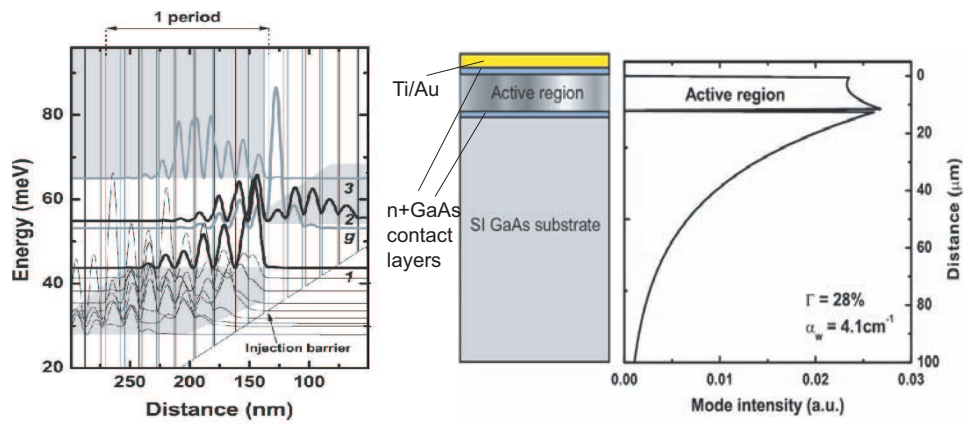 1 period
80
60
40
20
Energy (meV)
3
2
g
1
Injection barrier
250
200
150
100
Distance (nm)
Ti/Au
Active region
n+GaAs
contact
layers
SI GaAs substrate
Active region
Γ = 28%
α_w = 4.1cm⁻¹
0
20
40
60
80
100
Distance (μm)
0.00
0.01
0.02
0.03
Mode intensity (a.u.)